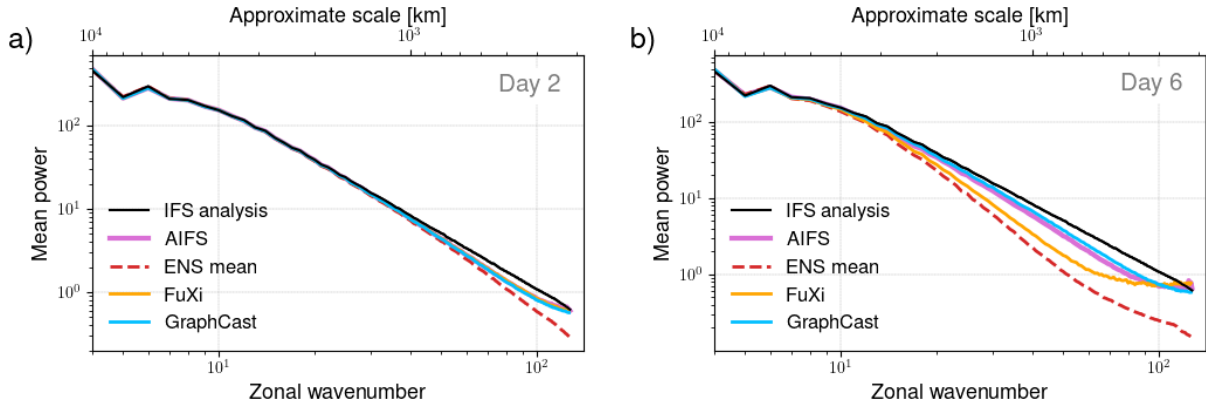 a)
Approximate scale [km]
10^4
10^3
Day 2
Mean power
10^2
10^1
10^0
IFS analysis
AIFS
ENS mean
FuXi
GraphCast
10^1
10^2
Zonal wavenumber
b)
Approximate scale [km]
10^4
10^3
Day 6
Mean power
10^2
10^1
10^0
IFS analysis
AIFS
ENS mean
FuXi
GraphCast
10^1
10^2
Zonal wavenumber